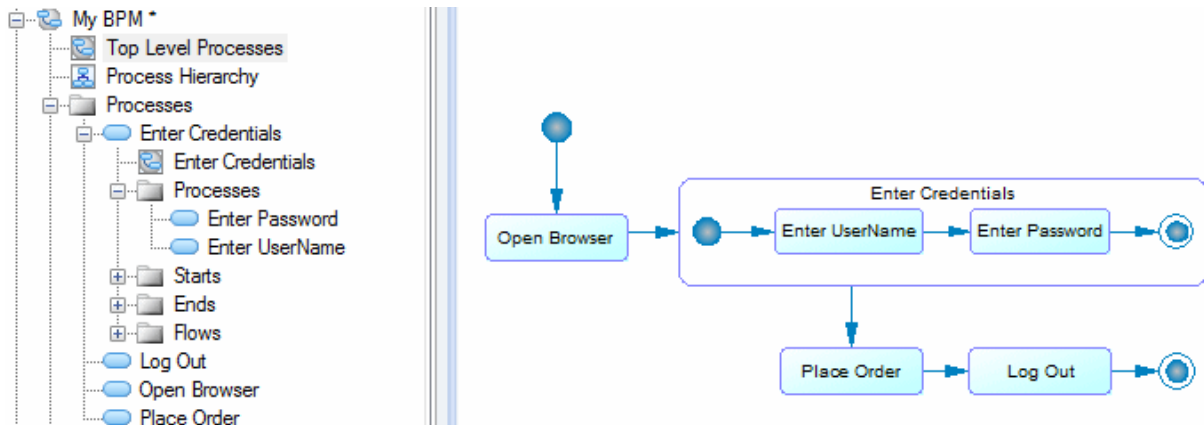 My BPM *
Top Level Processes
Process Hierarchy
Processes
Enter Credentials
Enter Credentials
Processes
Enter Password
Enter UserName
Starts
Ends
Flows
Log Out
Open Browser
Place Order
Enter Credentials
Open Browser
Enter UserName
Enter Password
Place Order
Log Out